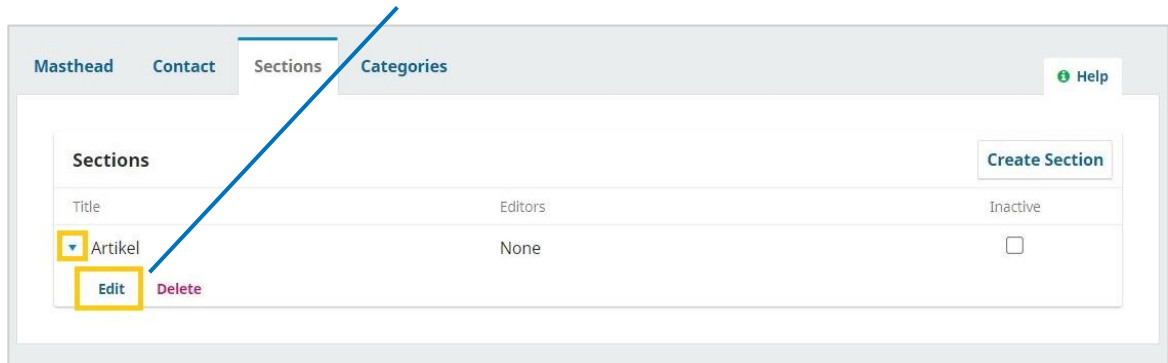 Masthead Contact Sections Categories
Help
Sections Create Section
Title Editors Inactive
Artikel None
Edit Delete